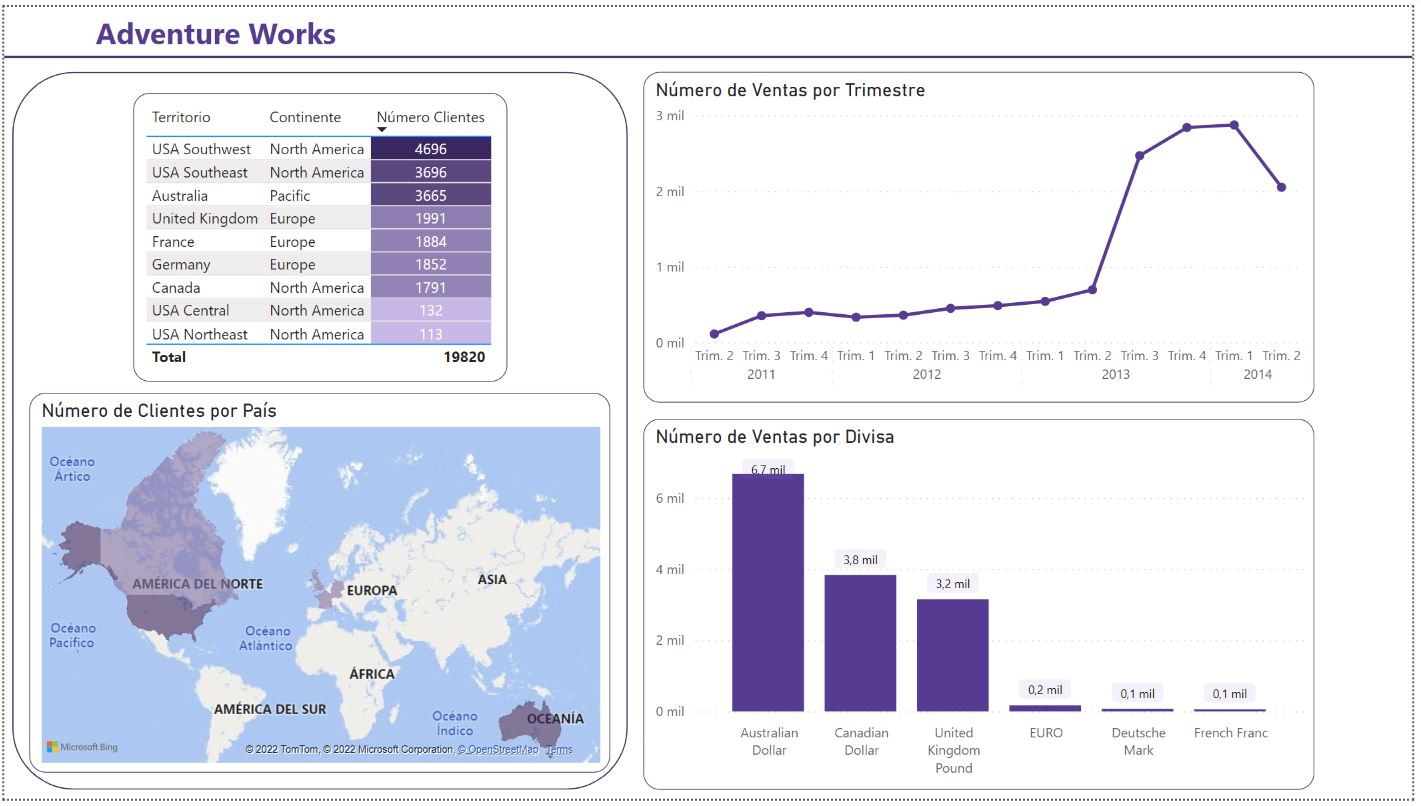 Adventure Works
Territorio Continente Número Clientes
USA Southwest North America 4696
USA Southeast North America 3696
Australia Pacific 3665
United Kingdom Europe 1991
France Europe 1884
Germany Europe 1852
Canada North America 1791
USA Central North America 132
USA Northeast North America 113
Total 19820
Número de Clientes por País
Océano
Ártico
AMÉRICA DEL NORTE
EUROPA
ASIA
Océano
Pacífico
Océano
Atlántico
ÁFRICA
AMÉRICA DEL SUR
Océano
Índico
OCEANÍA
Microsoft Bing
© 2022 TomTom, © 2022 Microsoft Corporation, © OpenStreetMap Terms
Número de Ventas por Trimestre
3 mil
2 mil
1 mil
0 mil
Trim. 2 Trim. 3 Trim. 4 Trim. 1 Trim. 2 Trim. 3 Trim. 4 Trim. 1 Trim. 2 Trim. 3 Trim. 4 Trim. 1 Trim. 2
2011 2012 2013 2014
Número de Ventas por Divisa
6,7 mil
6 mil
3,8 mil
4 mil
3,2 mil
2 mil
0,2 mil
0,1 mil
0,1 mil
0 mil
Australian
Dollar
Canadian
Dollar
United
Kingdom
Pound
EURO
Deutsche
Mark
French Franc